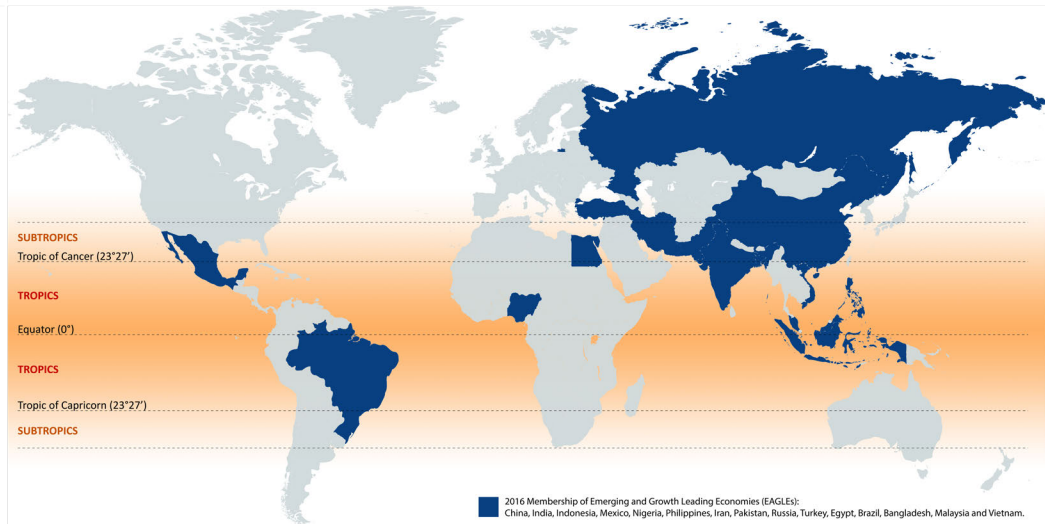 SUBTROPICS
Tropic of Cancer (23°27’)
TROPICS
Equator (0°)
TROPICS
Tropic of Capricorn (23°27’)
SUBTROPICS
2016 Membership of Emerging and Growth Leading Economies (EAGLEs):
China, India, Indonesia, Mexico, Nigeria, Philippines, Iran, Pakistan, Russia, Turkey, Egypt, Brazil, Bangladesh, Malaysia and Vietnam.